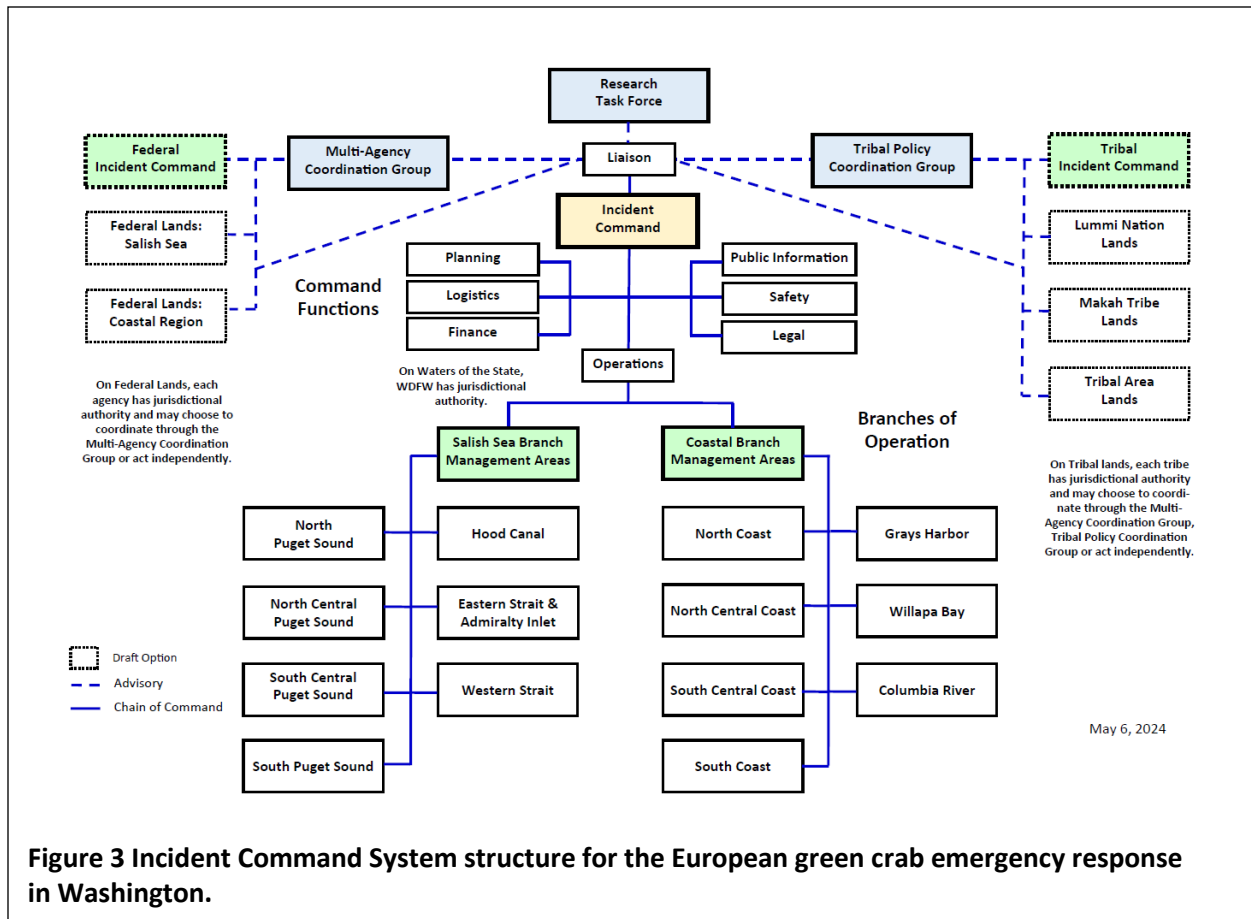 Research
Task Force
Federal
Incident Command
Multi-Agency
Coordination Group
Liaison
Tribal Policy
Coordination Group
Tribal
Incident Command
Incident
Command
Federal Lands:
Salish Sea
Federal Lands:
Coastal Region
Lummi Nation
Lands
Makah Tribe
Lands
Tribal Area
Lands
Command
Functions
Planning
Logistics
Finance
Public Information
Safety
Legal
Operations
On Federal Lands, each
agency has jurisdictional
authority and may choose to
coordinate through the
Multi-Agency Coordination
Group or act independently.
On Waters of the State,
WDFW has jurisdictional
authority.
Branches of
Operation
On Tribal lands, each tribe
has jurisdictional authority
and may choose to coordi-
nate through the Multi-
Agency Coordination Group,
Tribal Policy Coordination
Group or act independently.
Salish Sea Branch
Management Areas
Coastal Branch
Management Areas
North
Puget Sound
Hood Canal
North Central
Puget Sound
Eastern Strait &
Admiralty Inlet
South Central
Puget Sound
Western Strait
South Puget Sound
North Coast
Grays Harbor
North Central Coast
Willapa Bay
South Central Coast
Columbia River
South Coast
Draft Option
Advisory
Chain of Command
May 6, 2024
Figure 3 Incident Command System structure for the European green crab emergency response
in Washington.